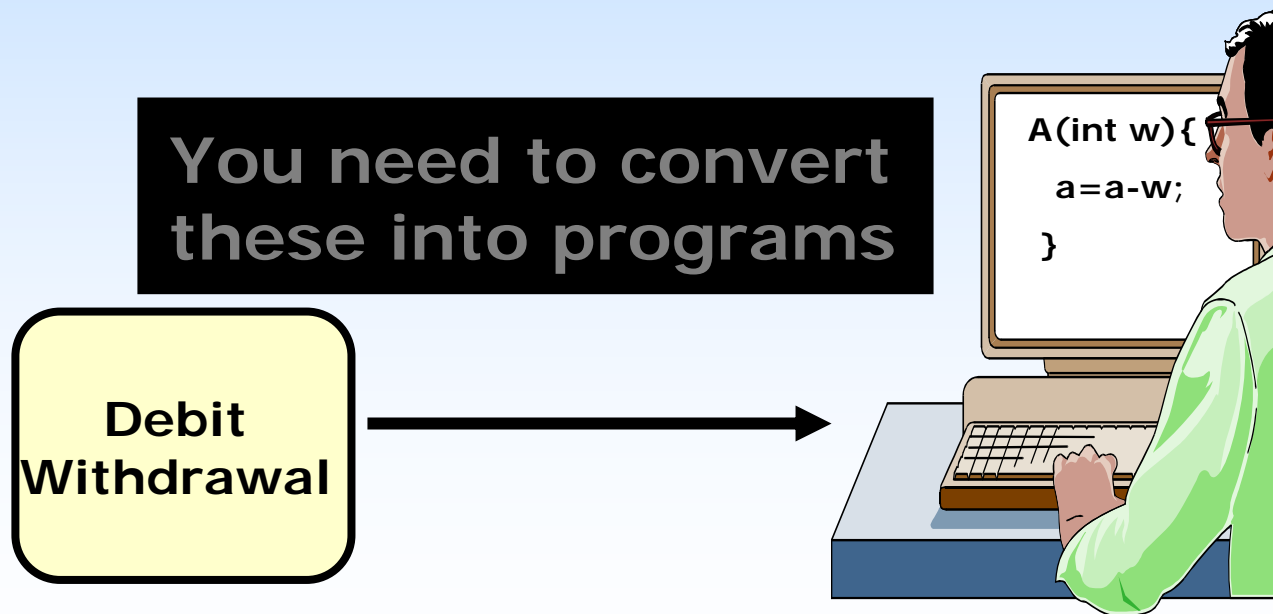 You need to convert
these into programs
A(int w){
a=a-w;
}
Debit
Withdrawal